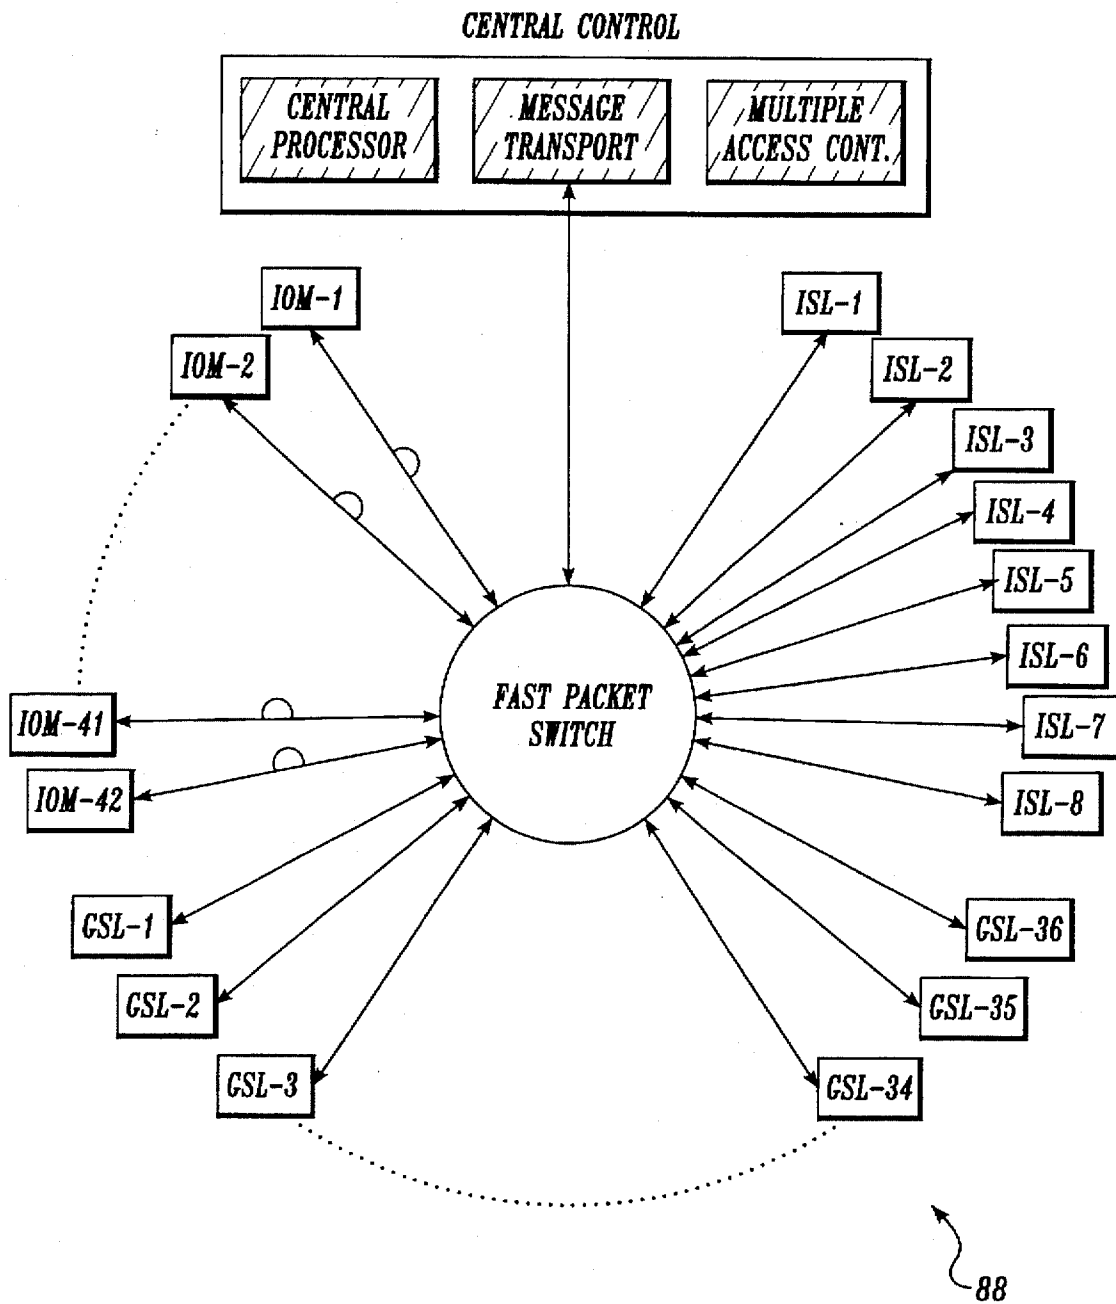 CENTRAL CONTROL
CENTRAL
PROCESSOR
MESSAGE
TRANSPORT
MULTIPLE
ACCESS CONT.
IOM-1
ISL-1
IOM-2
ISL-2
ISL-3
ISL-4
ISL-5
ISL-6
FAST PACKET
SWITCH
IOM-41
ISL-7
IOM-42
ISL-8
GSL-1
GSL-36
GSL-2
GSL-35
GSL-3
GSL-34
88